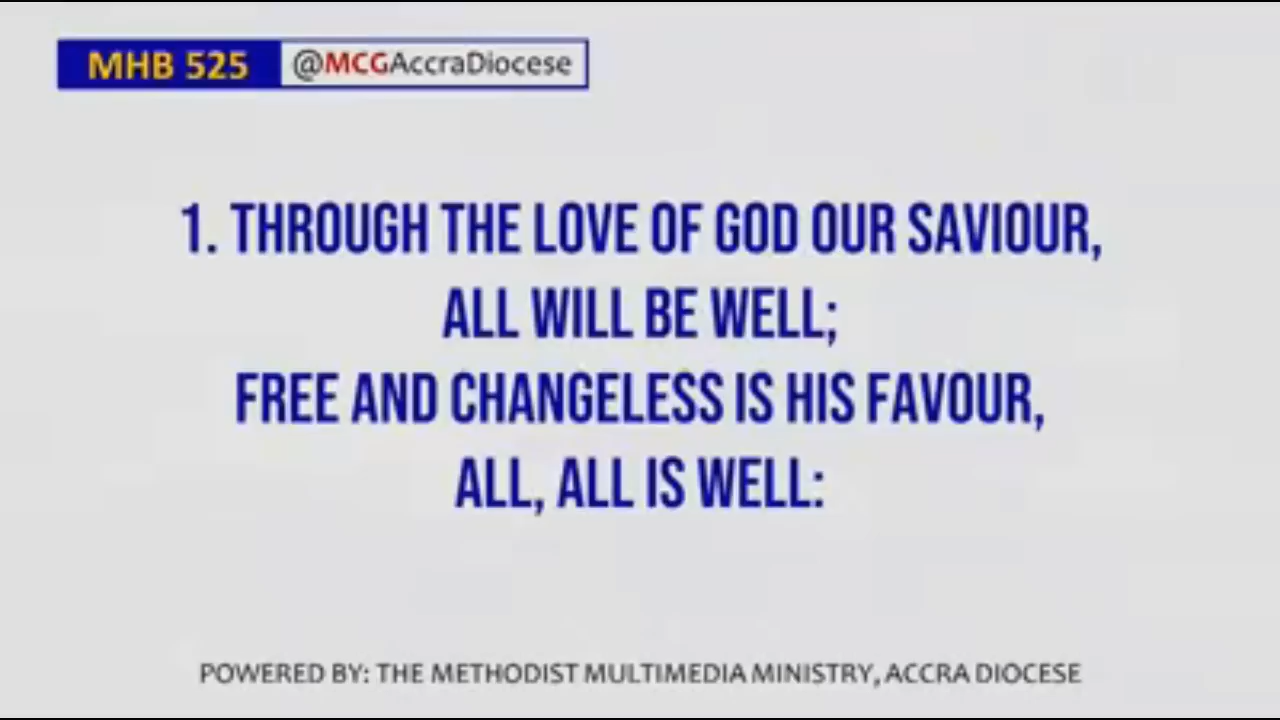 MHB 525 @MCGAccraDiocese
1. THROUGH THE LOVE OF GOD OUR SAVIOUR,
ALL WILL BE WELL;
FREE AND CHANGELESS IS HIS FAVOUR,
ALL, ALL IS WELL:
POWERED BY: THE METHODIST MULTIMEDIA MINISTRY, ACCRA DIOCESE